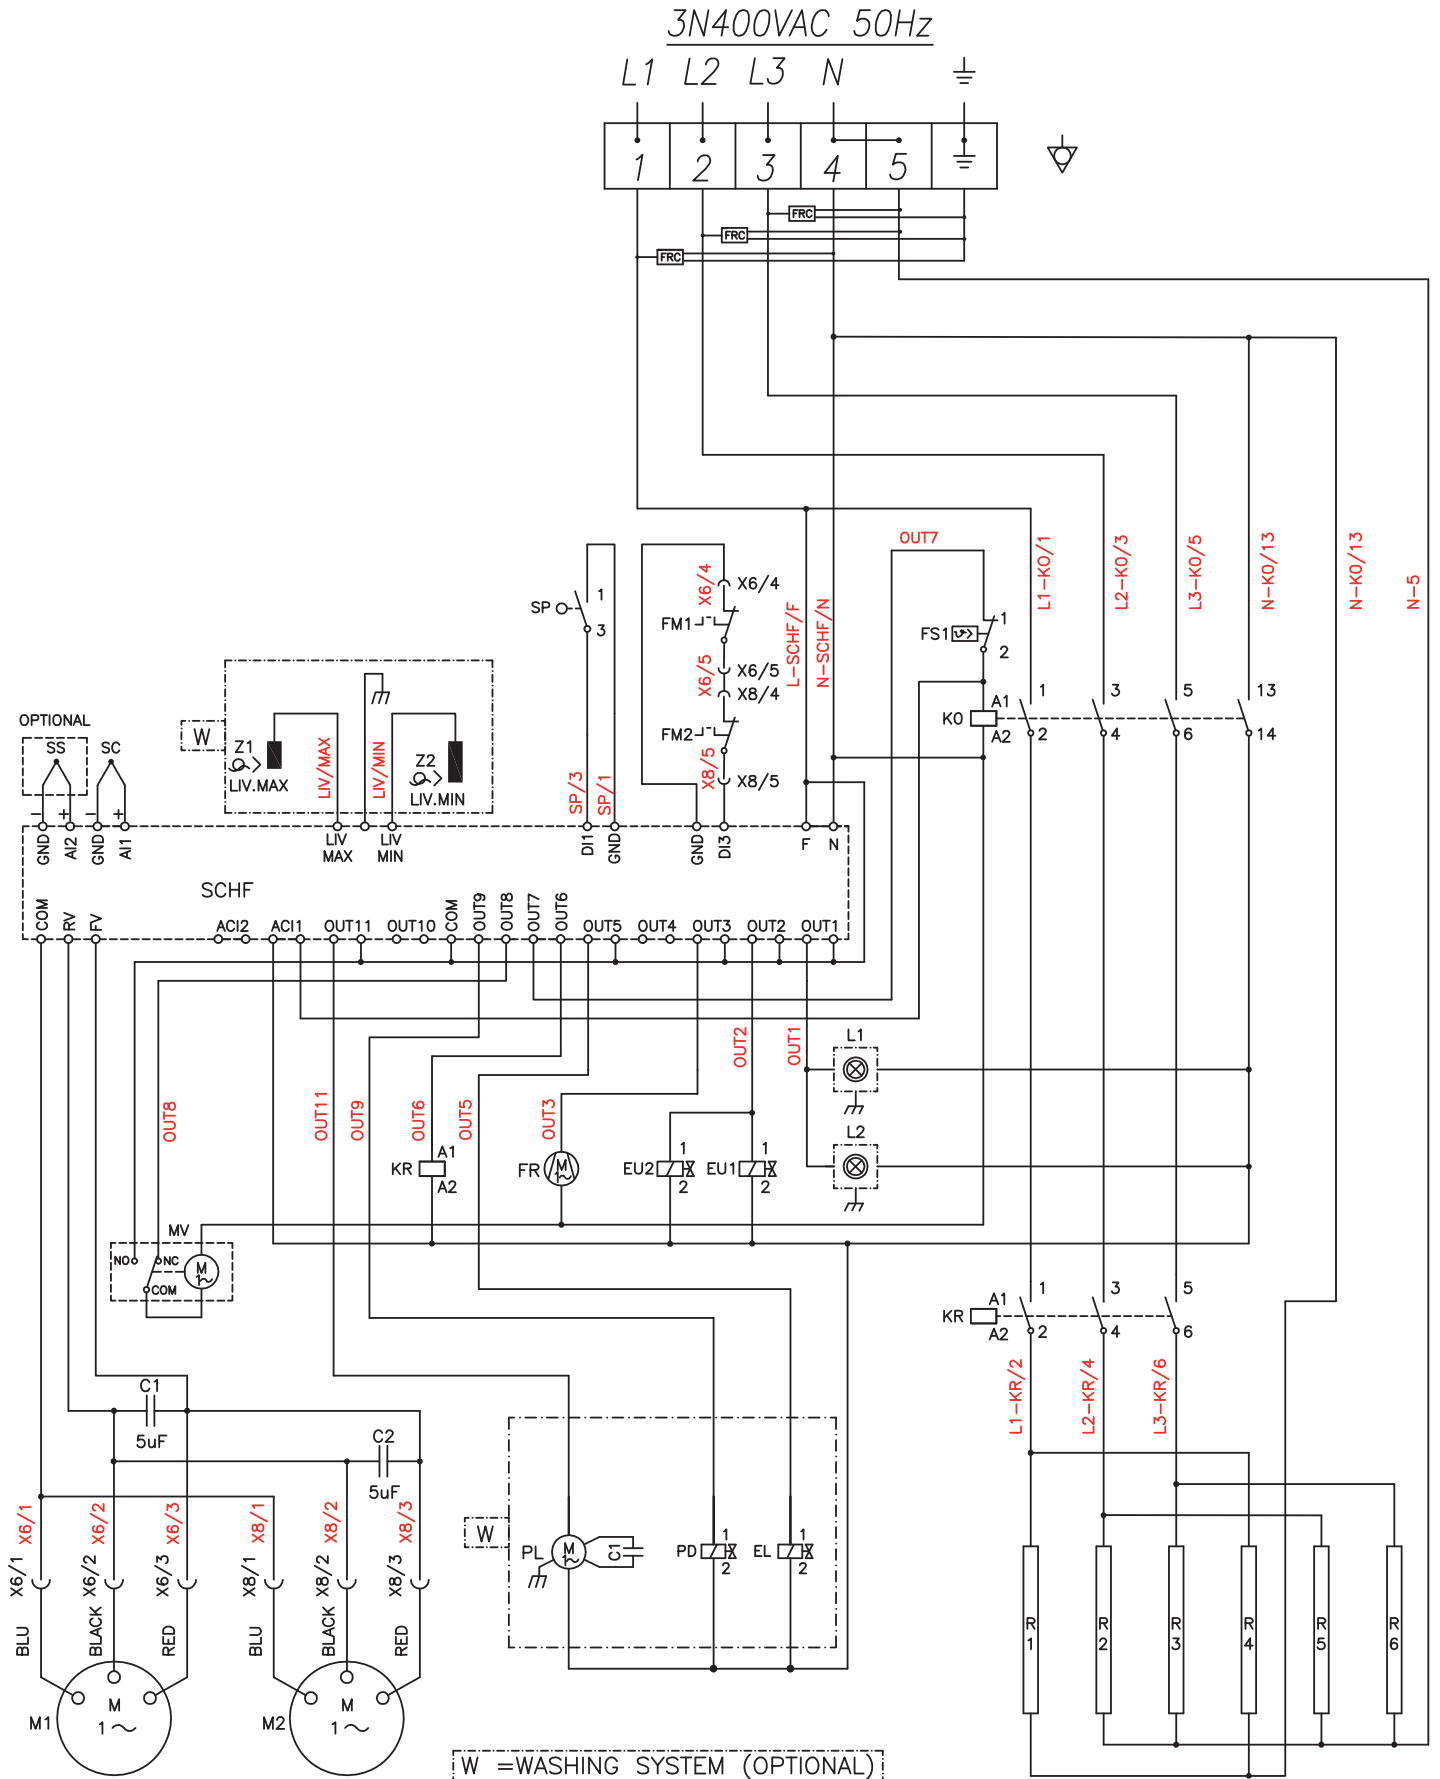 3N400VAC 50Hz
L1 L2 L3 N
1 2 3 4 5
FRC
FRC
FRC
OUT7
L1-K0/1
L2-K0/3
L3-K0/5
N-K0/13
N-K0/13
N-5
SP 1
3
X6/4 X6/4
FM1
X6/5 X6/5
X8/4
FM2
X8/5 X8/5
L-SCHF/F
N-SCHF/N
FS1 1
2
K0 A1 1 3 5 13
A2 2 4 6 14
OPTIONAL
SS SC
- + - +
W
Z1
LIV.MAX
LIV/MAX
LIV/MIN
Z2
LIV.MIN
SP/3
SP/1
GND AI2 GND AI1
LIV MAX
LIV MIN
DI1 GND
GND DI3
F N
SCHF
COM RV FV ACI2 ACI1 OUT11 OUT10 COM OUT9 OUT8 OUT7 OUT6 OUT5 OUT4 OUT3 OUT2 OUT1
OUT8
OUT11
OUT9
OUT6
OUT5
OUT3
OUT2
OUT1
L1
L2
KR A1
A2
FR M
1
EU2 1
2
EU1 1
2
MV
NO NC
COM
M
1
KR A1 1 3 5
A2 2 4 6
L1-KR/2
L2-KR/4
L3-KR/6
C1
5uF
C2
5uF
X6/1
X6/2
X6/3
X8/1
X8/2
X8/3
X6/1
X6/2
X6/3
X8/1
X8/2
X8/3
BLU
BLACK
RED
BLU
BLACK
RED
M1 M
1
M2 M
1
W
PL M
1
C1
PD 1
2
EL 1
2
R 1
R 2
R 3
R 4
R 5
R 6
W =WASHING SYSTEM (OPTIONAL)